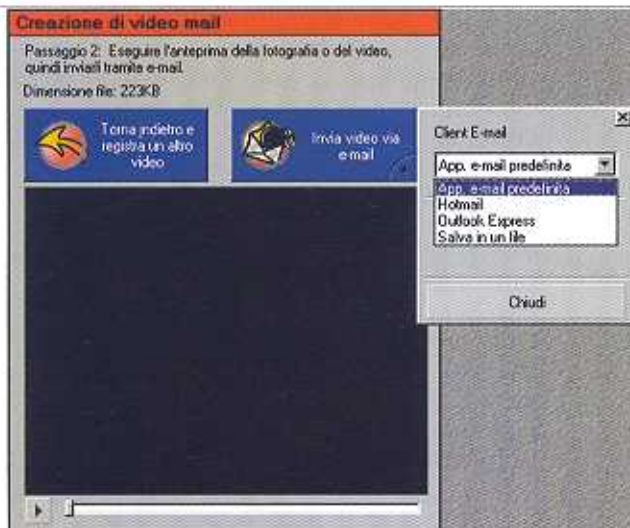 Creazione di video mail
Passaggio 2: Eseguire l'anteprima della fotografia o del video,
quindi inviarli tramite e-mail.
Dimensione file: 223KB
Torna indietro e
registra un altro
video
Invia video via
e-mail
Client E-mail
App. e-mail predefinita
App. e-mail predefinita
Hotmail
Outlook Express
Salva in un file
Chiudi